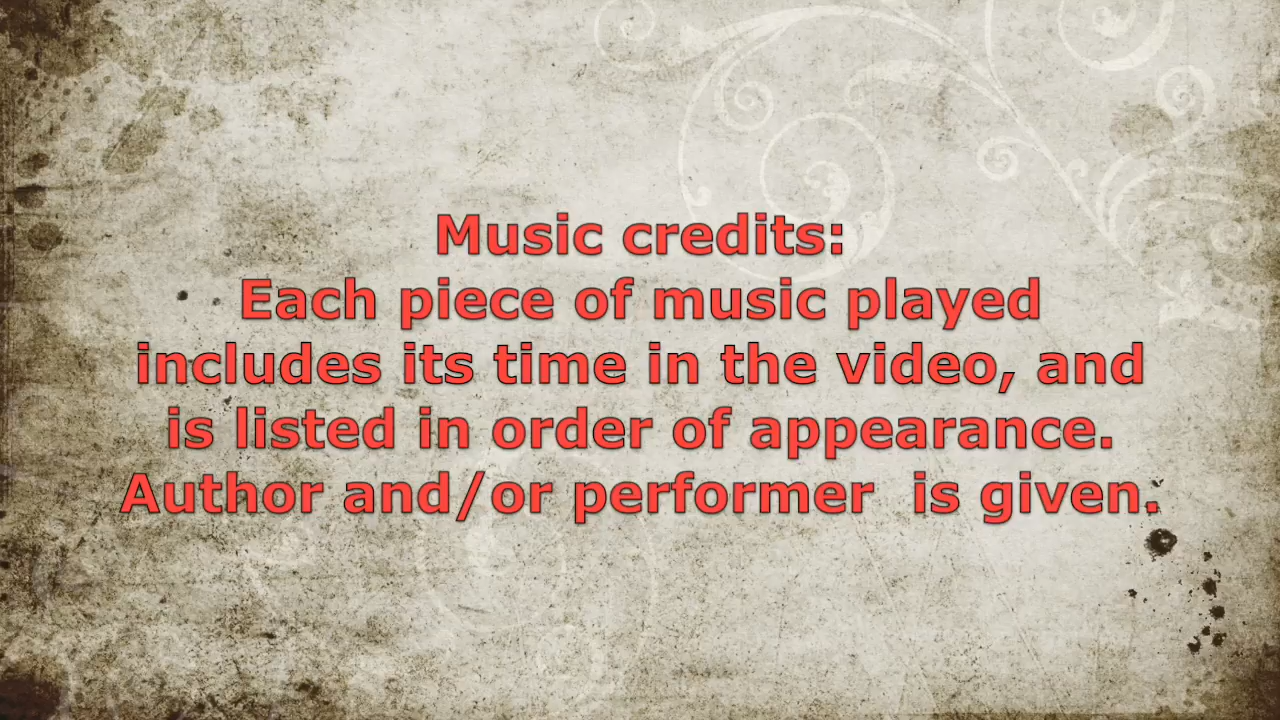 Music credits:
Each piece of music played
includes its time in the video, and
is listed in order of appearance.
Author and/or performer  is given.